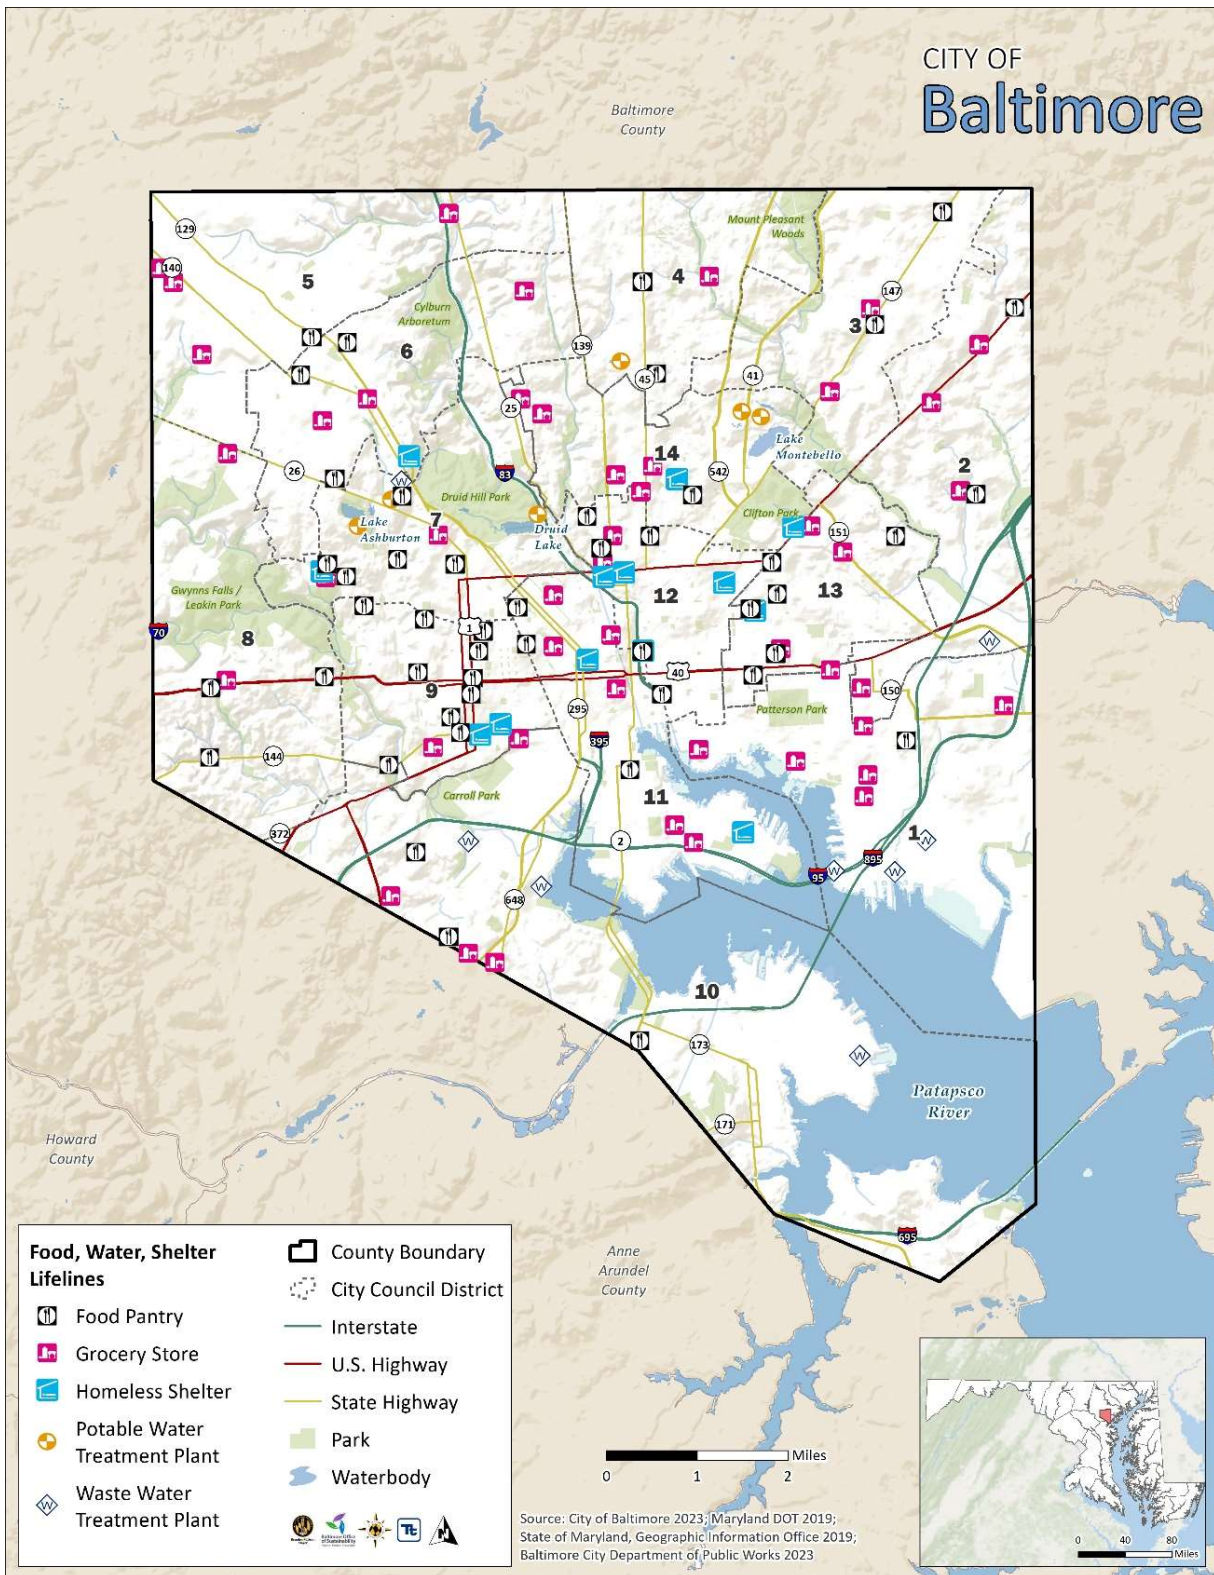 CITY OF
Baltimore
Baltimore
County
Mount Pleasant
Woods
129
140
5
4
147
3
Cylburn
Arboretum
6
139
45
41
25
Lake
Montebello
14
2
26
83
542
Druid Hill Park
Clifton Park
7
Lake
Ashburton
Druid
Lake
151
Gwynns Falls /
Leakin Park
12
13
70
8
1
40
9
150
295
Patterson Park
395
144
Carroll Park
11
372
2
1
895
95
648
10
173
Patapsco
River
171
Howard
County
695
Anne
Arundel
County
Food, Water, Shelter
Lifelines
Food Pantry
Grocery Store
Homeless Shelter
Potable Water
Treatment Plant
W
Waste Water
Treatment Plant
County Boundary
City Council District
Interstate
U.S. Highway
State Highway
Park
Waterbody
Tt
N
Miles
0 1 2
Source: City of Baltimore 2023; Maryland DOT 2019;
State of Maryland, Geographic Information Office 2019;
Baltimore City Department of Public Works 2023
0 40 80
Miles